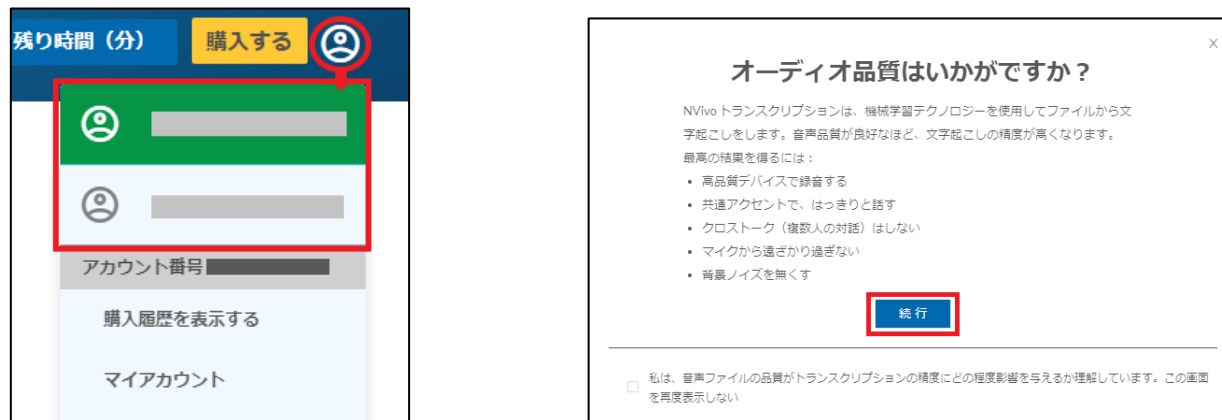 残り時間（分）
購入する
アカウント番号
購入履歴を表示する
マイアカウント
X
オーディオ品質はいかがですか？
NVivo トランスクリプションは、機械学習テクノロジーを使用してファイルから文
字起こしをします。音声品質が良好なほど、文字起こしの精度が高くなります。
最高の結果を得るには：
• 高品質デバイスで録音する
• 共通アクセントで、はっきりと話す
• クロストーク（複数人の対話）はしない
• マイクから遠ざかり過ぎない
• 背景ノイズを無くす
続行
私は、音声ファイルの品質がトランスクリプションの精度にどの程度影響を与えるか理解しています。この画面
を再度表示しない